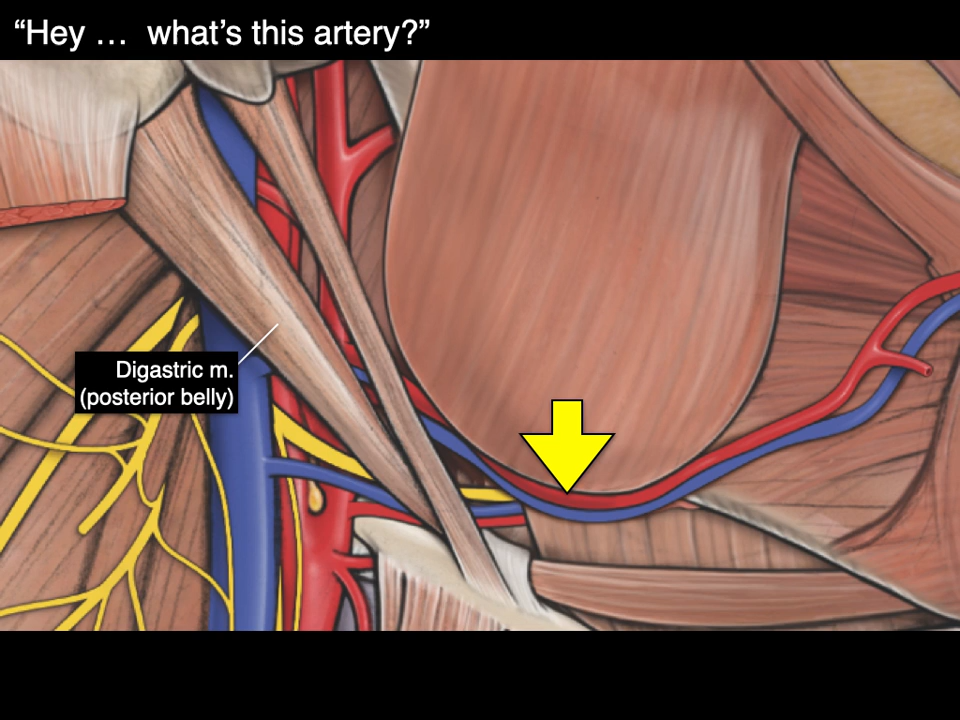 “Hey … what’s this artery?”
Digastric m.
(posterior belly)